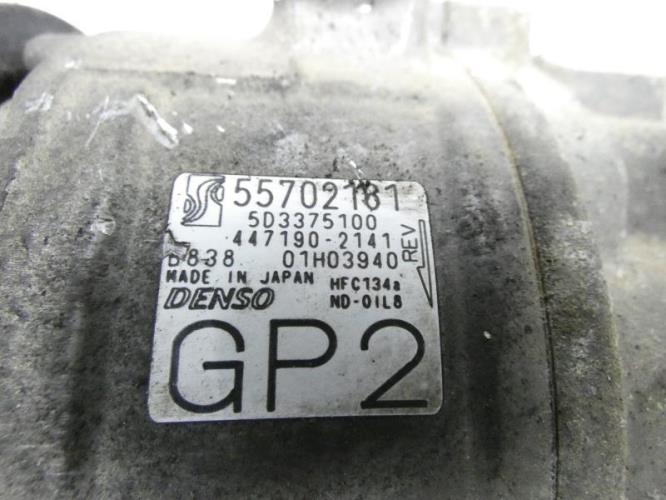 55702181
5D3375100
447190-2141
B838 01H03940 REV
MADE IN JAPAN HFC134a
DENSO ND-OIL8
GP2